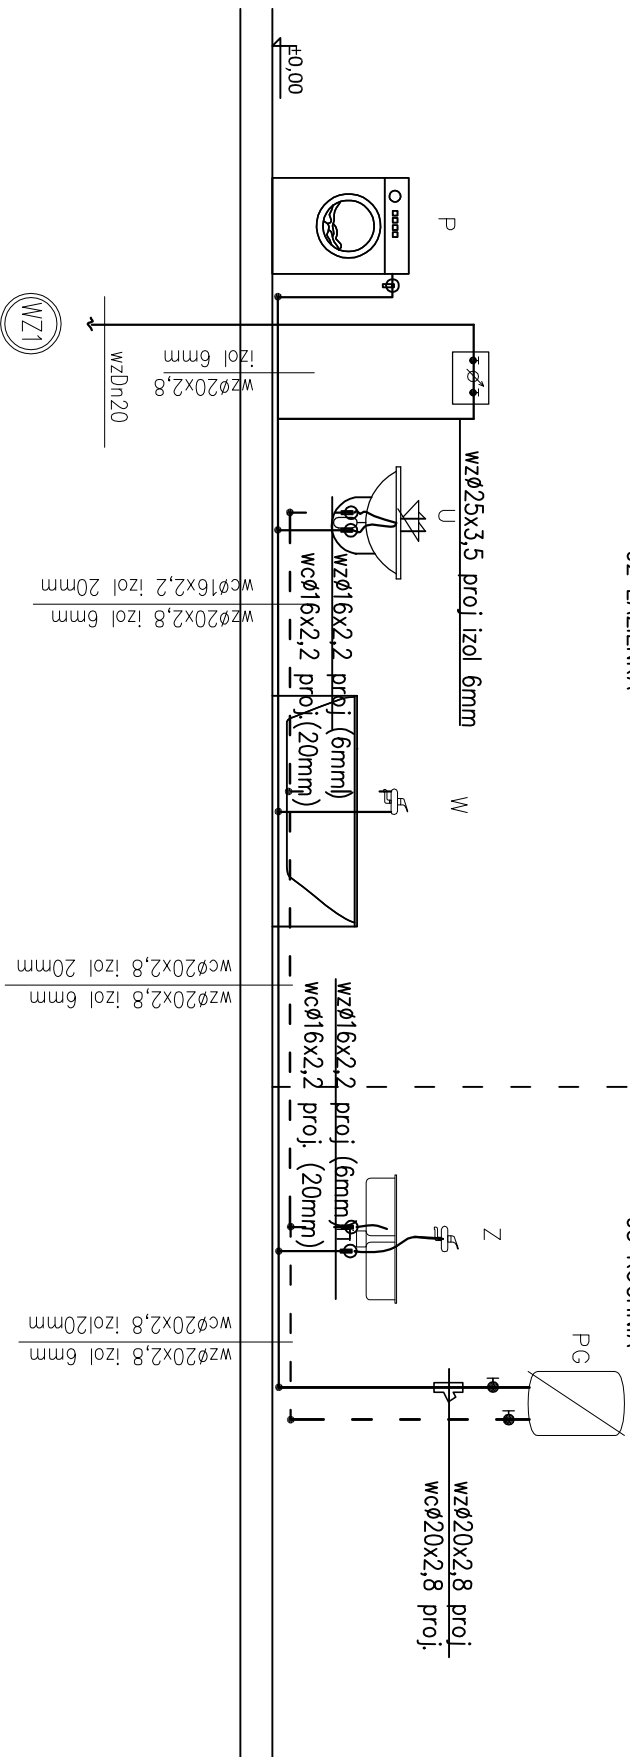 ±0,00
P
WZ1
wzDn20
wzø20x2,8
izol 6mm
wzø25x3,5 proj izol 6mm
U
wzø16x2,2 proj (6mm)
wcø16x2,2 proj.(20mm)
wzø20x2,8 izol 6mm
wcø16x2,2 izol 20mm
W
wzø20x2,8 izol 6mm
wcø20x2,8 izol 20mm
wzø16x2,2 proj (6mm)
wcø16x2,2 proj. (20mm)
Z
wzø20x2,8 izol 6mm
wcø20x2,8 izol20mm
PG
wzø20x2,8 proj
wcø20x2,8 proj.